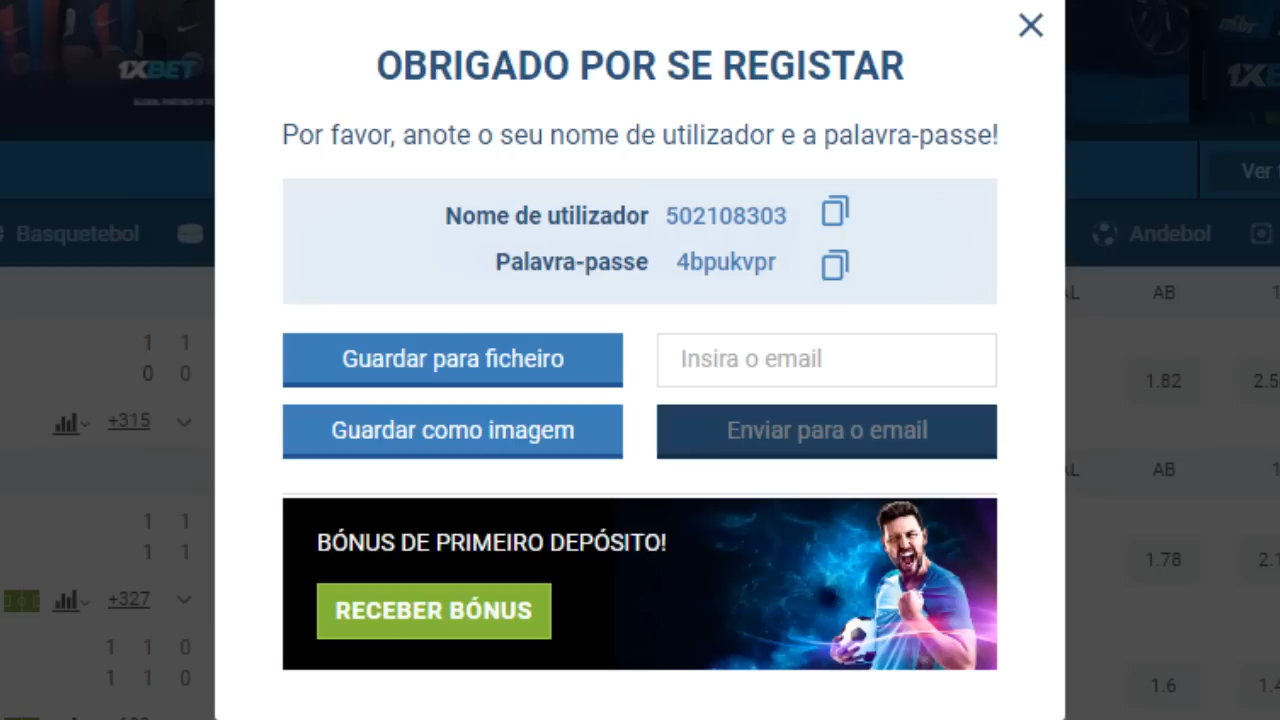 1XBET
OBRIGADO POR SE REGISTAR
Por favor, anote o seu nome de utilizador e a palavra-passe!
Ver
Nome de utilizador 502108303
Basquetebol
Andebol
Palavra-passe 4bpukvpr
AB
1 1
0 0
Guardar para ficheiro
Insira o email
1.82
+315
Guardar como imagem
Enviar para o email
AB
1 1
1 1
BÓNUS DE PRIMEIRO DEPÓSITO!
1.78
+327
RECEBER BÓNUS
1 1 0
1 1 0
1.6